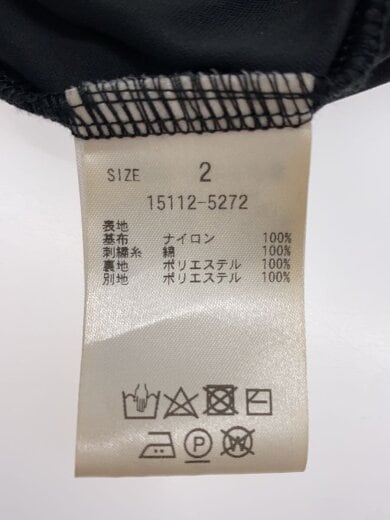 SIZE 2
15112-5272
表地
基布 ナイロン 100%
刺繍糸 綿 100%
裏地 ポリエステル 100%
別地 ポリエステル 100%
P
W